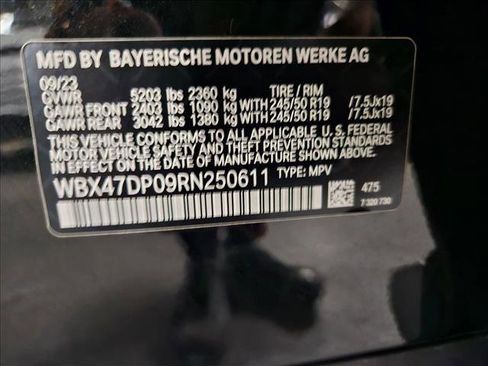 MFD BY BAYERISCHE MOTOREN WERKE AG
09/23
GVWR 5203 lbs 2360 kg TIRE / RIM
GAWR FRONT 2403 lbs 1090 kg WITH 245/50 R19 /7.5Jx19
GAWR REAR 3042 lbs 1380 kg WITH 245/50 R19 /7.5Jx19
THIS VEHICLE CONFORMS TO ALL APPLICABLE U. S. FEDERAL
MOTOR VEHICLE SAFETY AND THEFT PREVENTION STANDARDS
IN EFFECT ON THE DATE OF MANUFACTURE SHOWN ABOVE.
WBX47DP09RN250611 TYPE: MPV
475
7 320 730